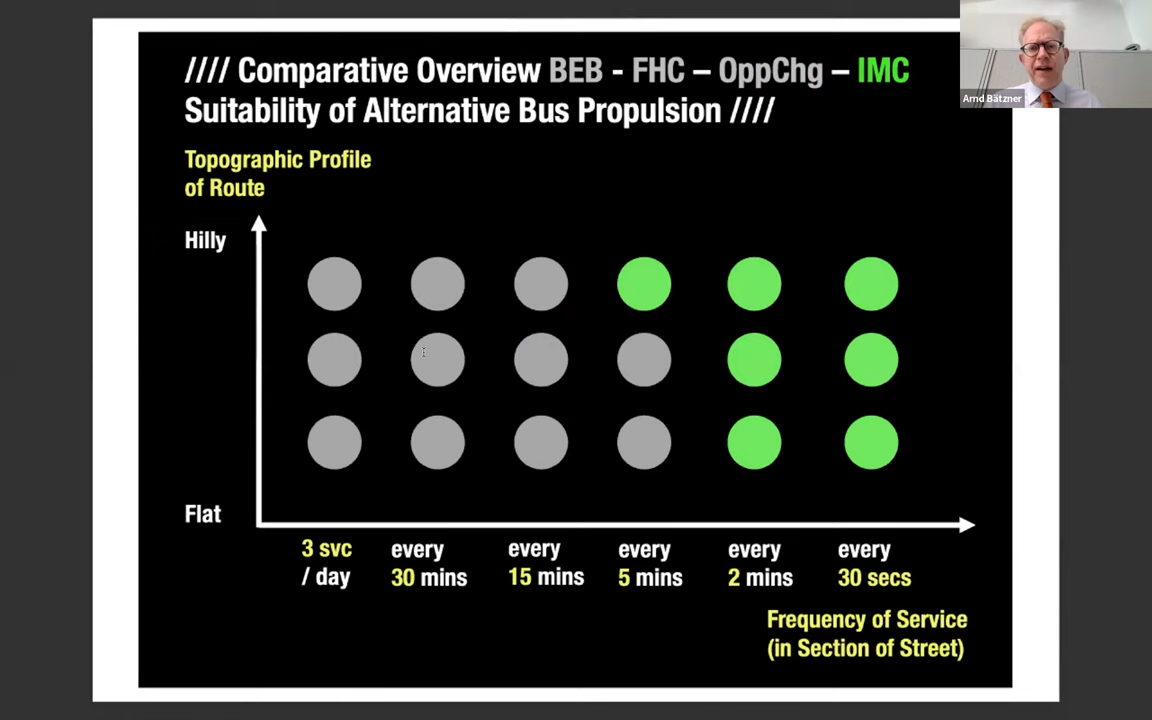 //// Comparative Overview BEB - FHC – OppChg – IMC
Suitability of Alternative Bus Propulsion ////
Arnd Bätzner
Topographic Profile
of Route
Hilly
Flat
3 svc
/ day
every
30 mins
every
15 mins
every
5 mins
every
2 mins
every
30 secs
Frequency of Service
(in Section of Street)